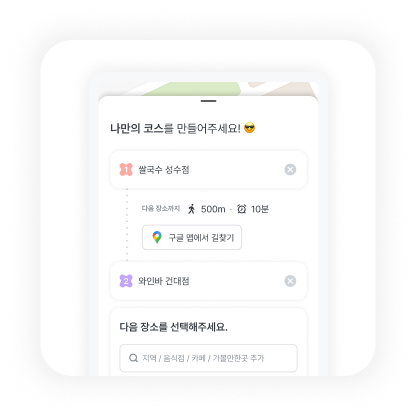 나만의 코스를 만들어주세요! 😎
1 쌀국수 성수점
다음 장소까지 500m · 10분
구글 맵에서 길찾기
2 와인바 건대점
다음 장소를 선택해주세요.
지역 / 음식점 / 카페 / 가볼만한곳 추가